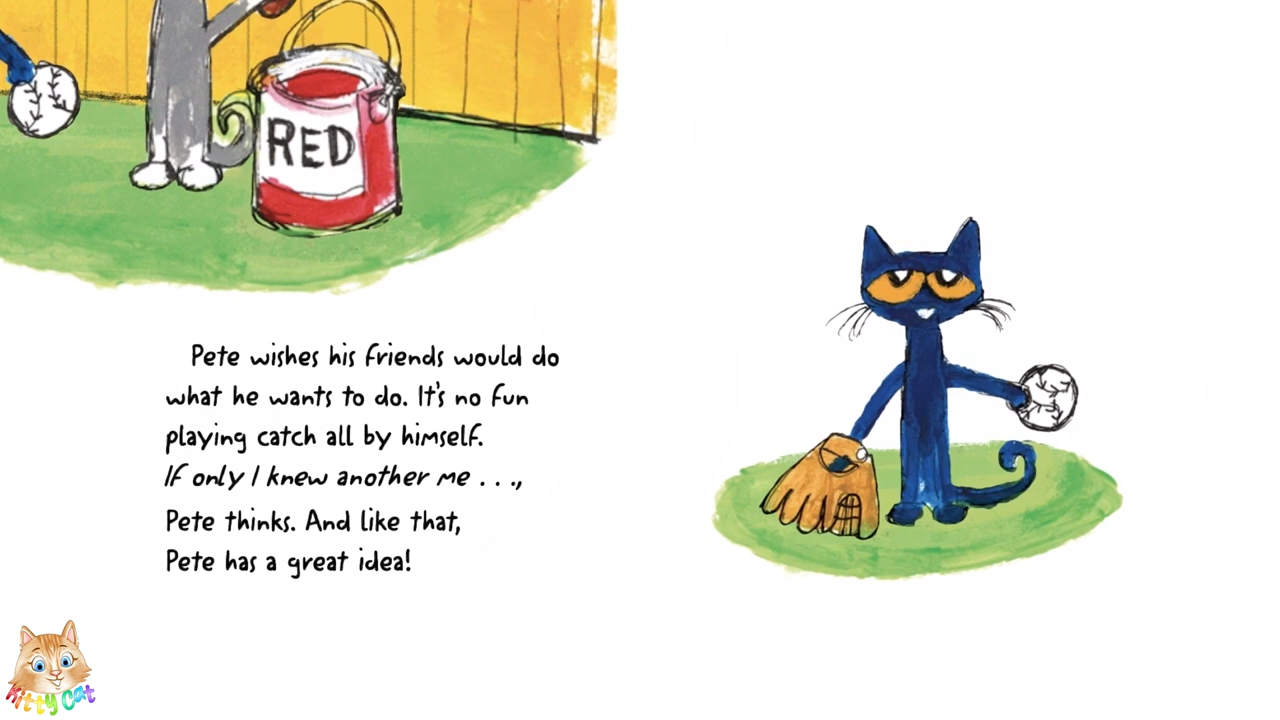 RED
Pete wishes his friends would do
what he wants to do. It's no fun
playing catch all by himself.
If only I knew another me . . .,
Pete thinks. And like that,
Pete has a great idea!
Kitty Cat